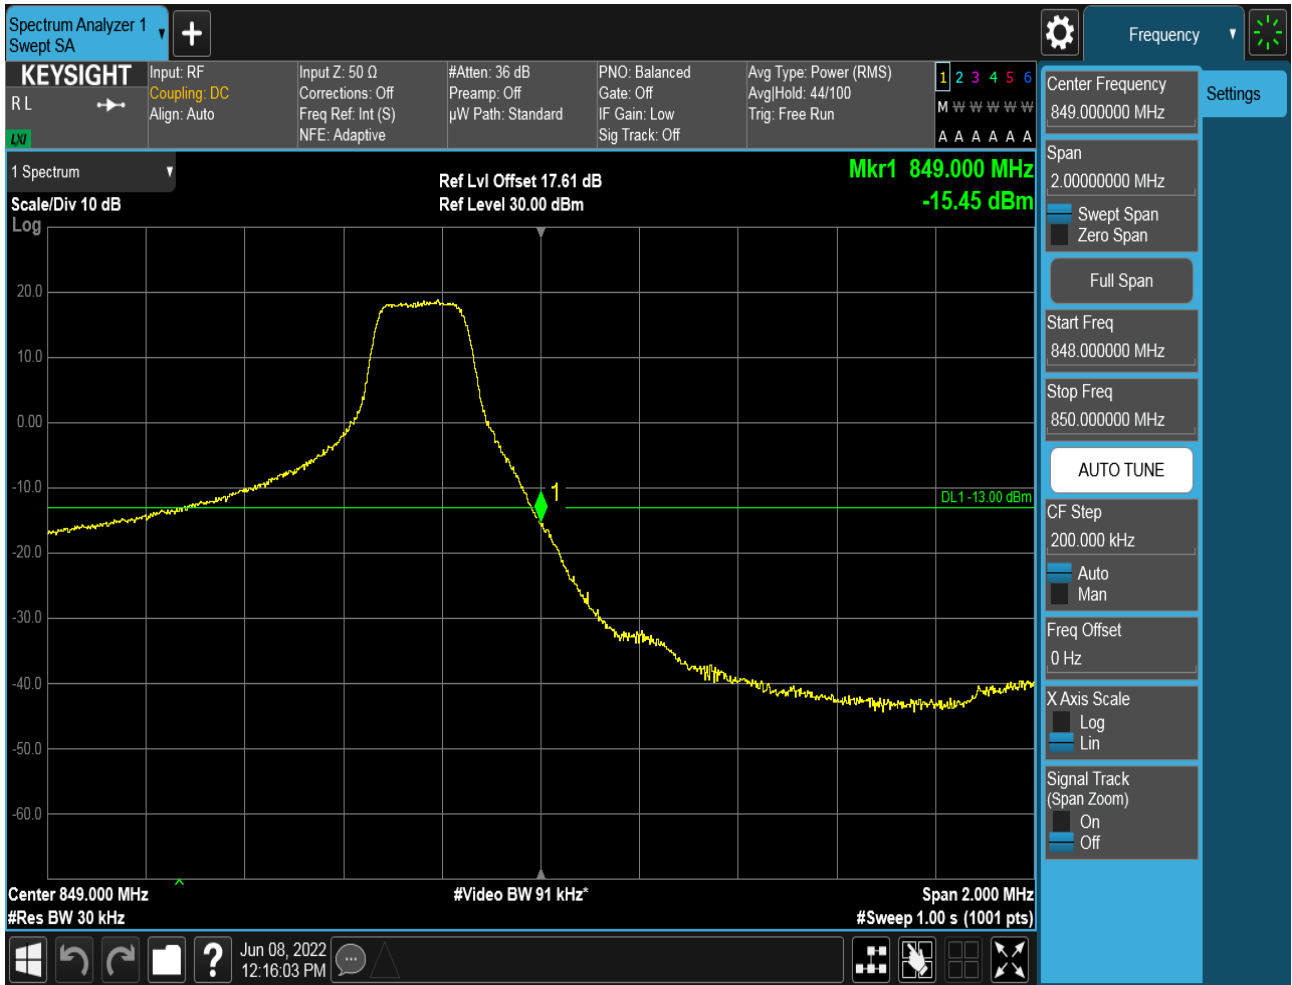 Spectrum Analyzer 1
Swept SA
Frequency
KEYSIGHT
R L
LXI
Input: RF
Coupling: DC
Align: Auto
Input Z: 50 Ω
Corrections: Off
Freq Ref: Int (S)
NFE: Adaptive
#Atten: 36 dB
Preamp: Off
µW Path: Standard
PNO: Balanced
Gate: Off
IF Gain: Low
Sig Track: Off
Avg Type: Power (RMS)
Avg|Hold: 44/100
Trig: Free Run
1 2 3 4 5 6
M W W W W W
A A A A A A
1 Spectrum
Scale/Div 10 dB
Log
Ref Lvl Offset 17.61 dB
Ref Level 30.00 dBm
Mkr1 849.000 MHz
-15.45 dBm
20.0
10.0
0.00
-10.0
-20.0
-30.0
-40.0
-50.0
-60.0
1
DL1 -13.00 dBm
Center 849.000 MHz
#Video BW 91 kHz*
Span 2.000 MHz
#Res BW 30 kHz
#Sweep 1.00 s (1001 pts)
Jun 08, 2022
12:16:03 PM
?
Center Frequency
849.000000 MHz
Settings
Span
2.00000000 MHz
Swept Span
Zero Span
Full Span
Start Freq
848.000000 MHz
Stop Freq
850.000000 MHz
AUTO TUNE
CF Step
200.000 kHz
Auto
Man
Freq Offset
0 Hz
X Axis Scale
Log
Lin
Signal Track
(Span Zoom)
On
Off